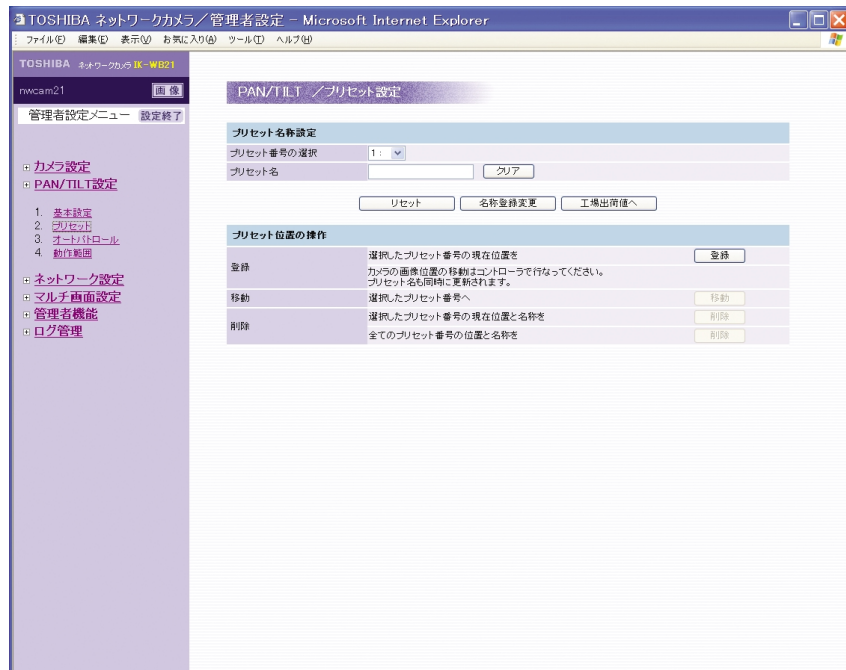 TOSHIBA ネットワークカメラ／管理者設定 - Microsoft Internet Explorer
ファイル(F) 編集(E) 表示(V) お気に入り(A) ツール(T) ヘルプ(H)
TOSHIBA ネットワークカメラ IK-WB21
nwcam21 画像
管理者設定メニュー 設定終了
カメラ設定
PAN/TILT設定
1. 基本設定
2. プリセット
3. オートパトロール
4. 動作範囲
ネットワーク設定
マルチ画面設定
管理者機能
ログ管理
PAN/TILT ／プリセット設定
プリセット名称設定
プリセット番号の選択 1:
プリセット名 クリア
リセット 名称登録変更 工場出荷値へ
プリセット位置の操作
登録 選択したプリセット番号の現在位置を 登録
カメラの画像位置の移動はコントローラで行なってください。
プリセット名も同時に更新されます。
移動 選択したプリセット番号へ 移動
削除 選択したプリセット番号の現在位置と名称を 削除
全てのプリセット番号の位置と名称を 削除